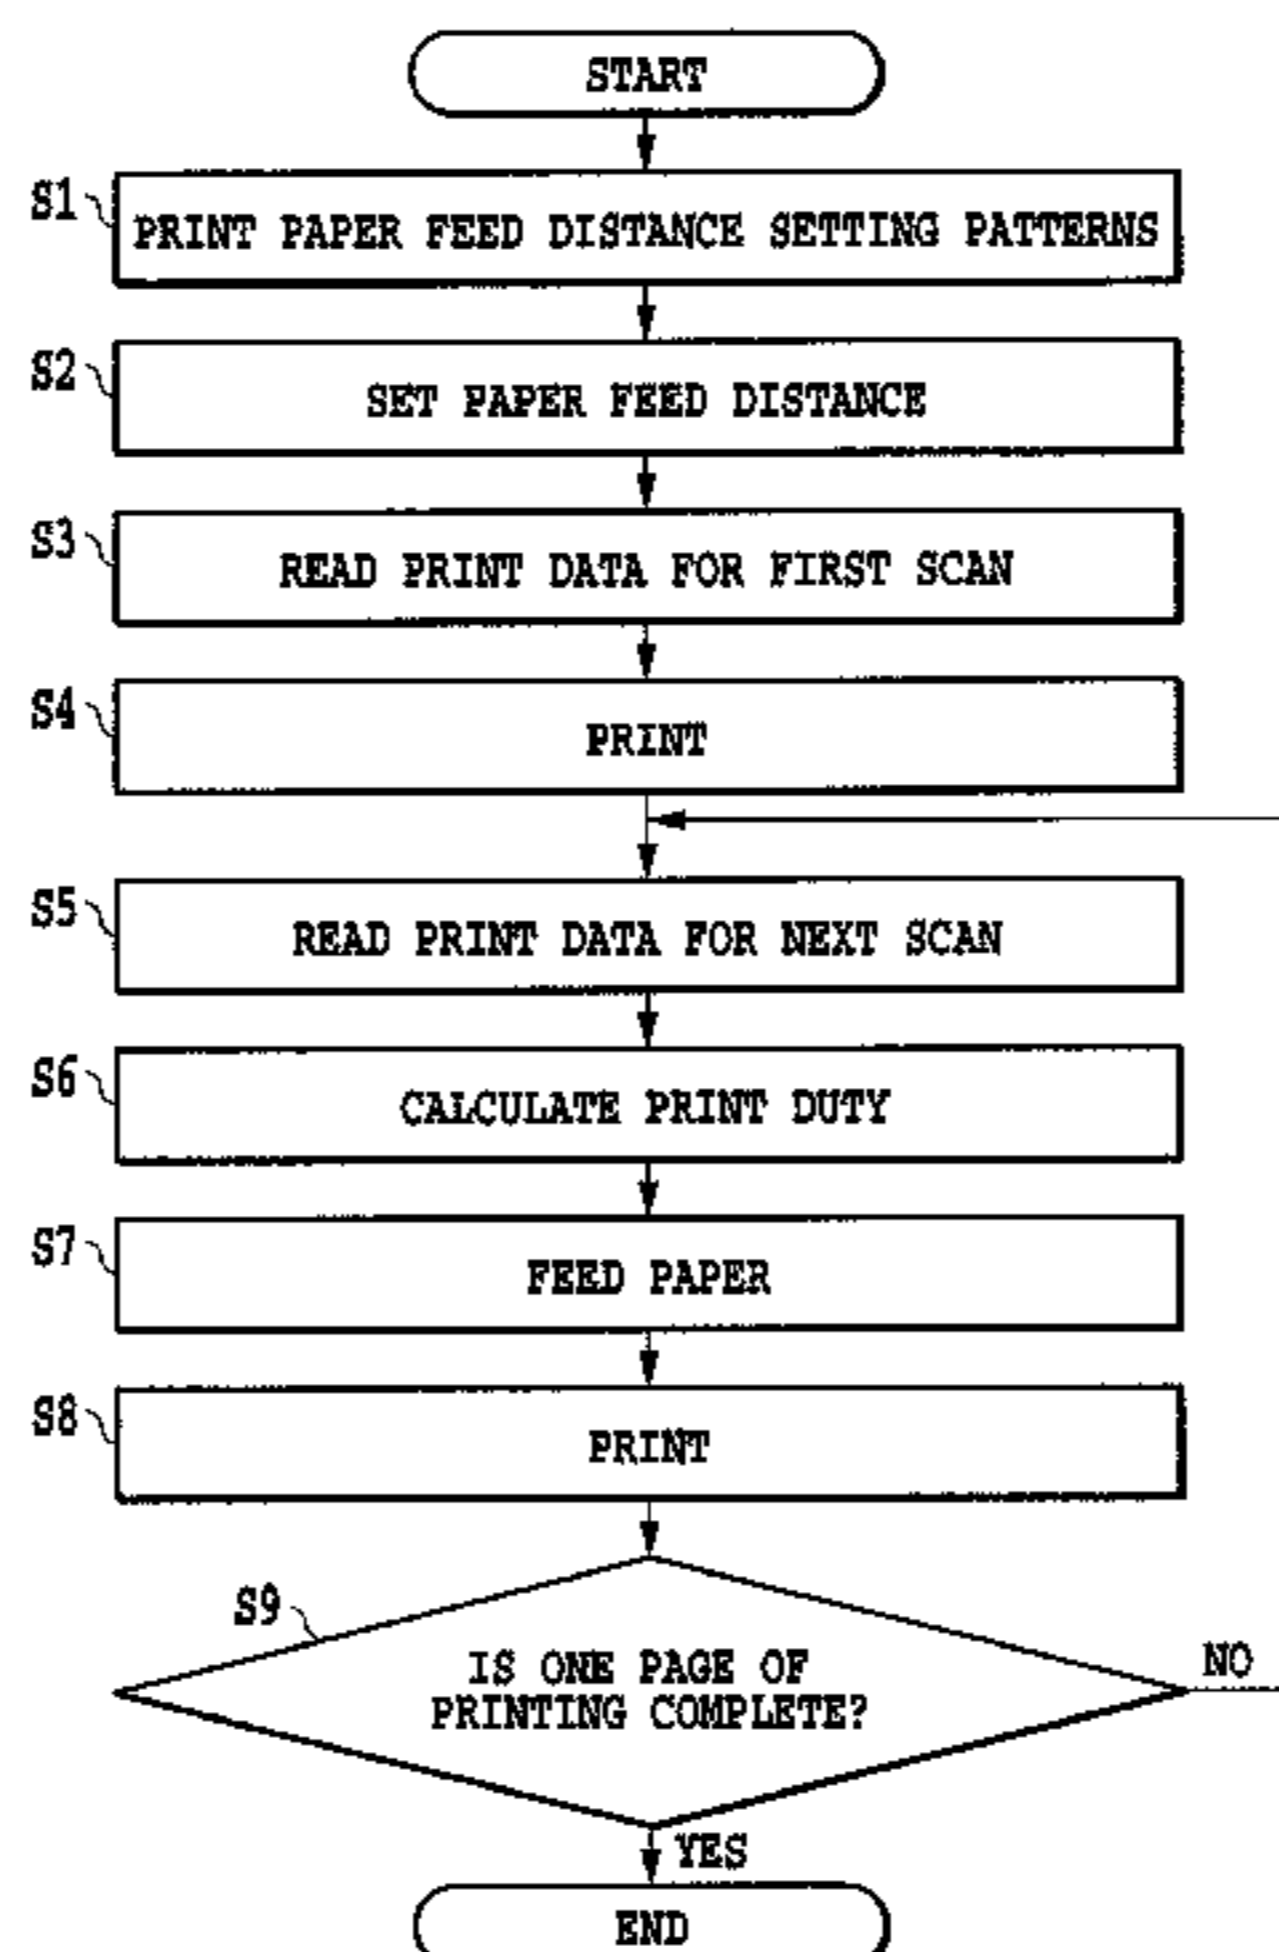 START
S1
PRINT PAPER FEED DISTANCE SETTING PATTERNS
S2
SET PAPER FEED DISTANCE
S3
READ PRINT DATA FOR FIRST SCAN
S4
PRINT
S5
READ PRINT DATA FOR NEXT SCAN
S6
CALCULATE PRINT DUTY
S7
FEED PAPER
S8
PRINT
S9
IS ONE PAGE OF
PRINTING COMPLETE?
NO
YES
END